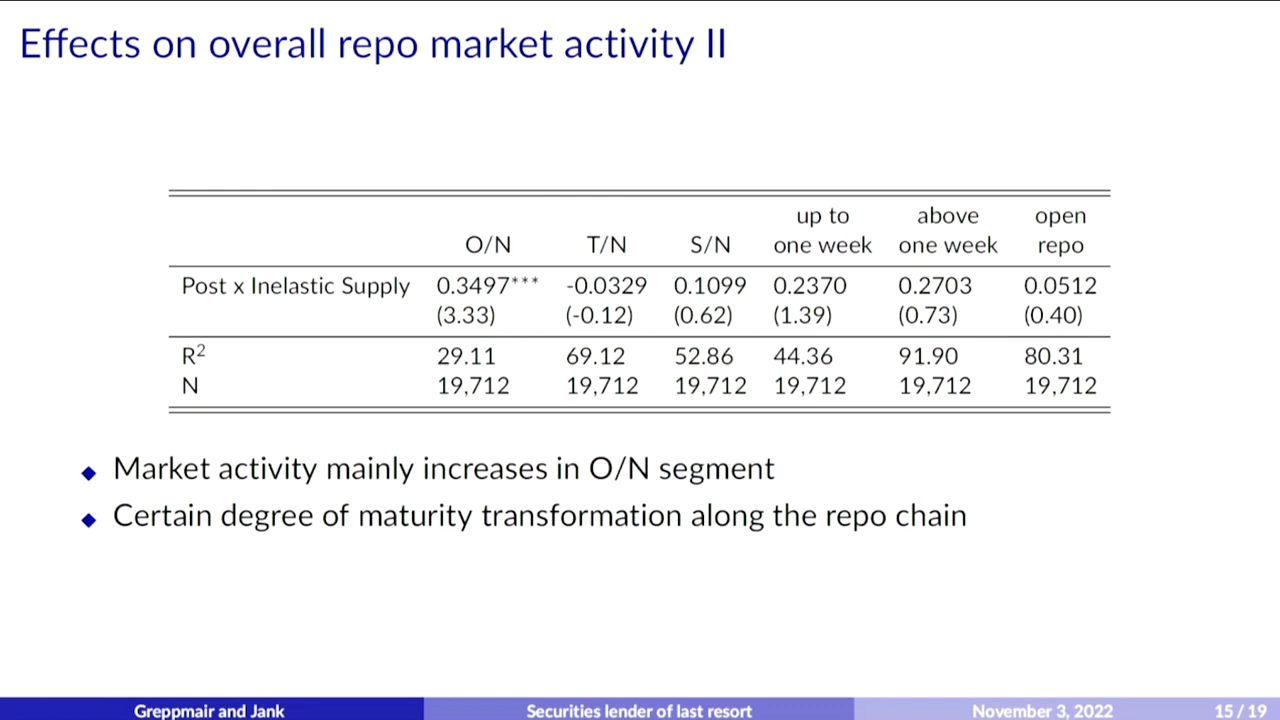 Effects on overall repo market activity II
up to above open
O/N T/N S/N one week one week repo
Post x Inelastic Supply 0.3497*** -0.0329 0.1099 0.2370 0.2703 0.0512
(3.33) (-0.12) (0.62) (1.39) (0.73) (0.40)
R² 29.11 69.12 52.86 44.36 91.90 80.31
N 19,712 19,712 19,712 19,712 19,712 19,712
◆ Market activity mainly increases in O/N segment
◆ Certain degree of maturity transformation along the repo chain
Greppmair and Jank Securities lender of last resort November 3, 2022 15 / 19